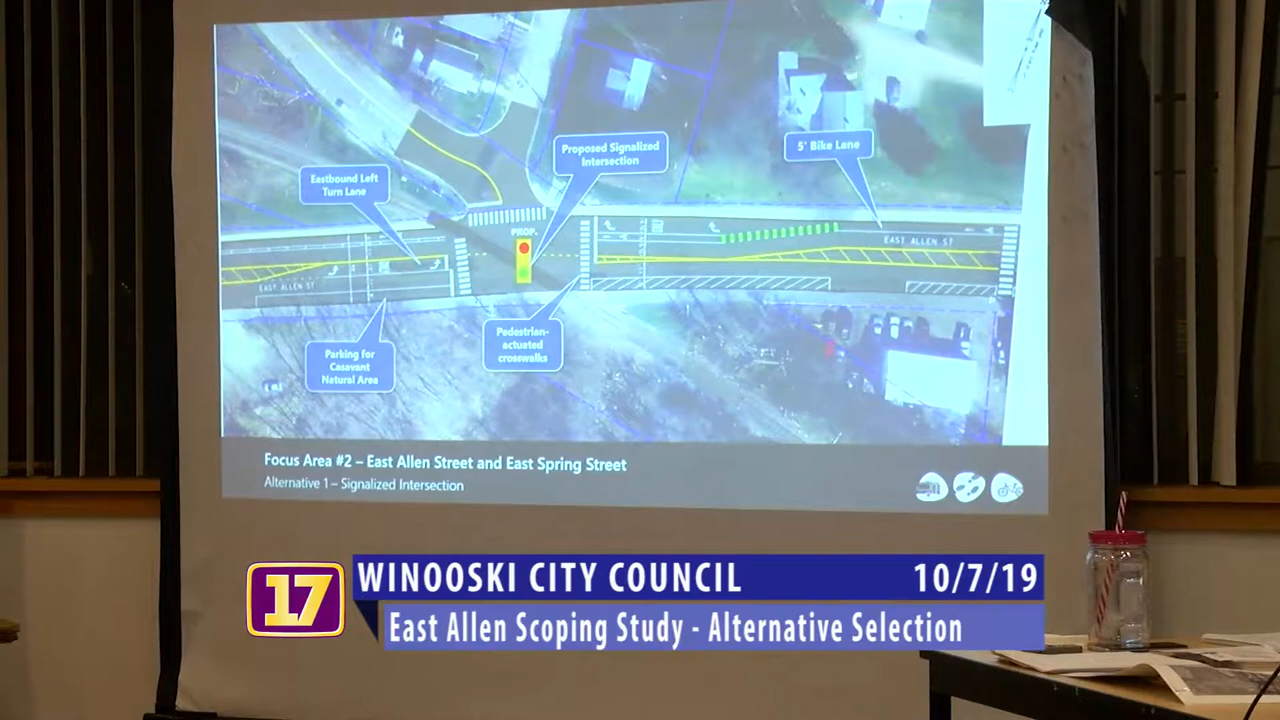 Proposed Signalized
Intersection
5' Bike Lane
Eastbound Left
Turn Lane
PROP.
EAST ALLEN ST
EAST ALLEN ST
Pedestrian-
actuated
crosswalks
Parking for
Casavant
Natural Area
Focus Area #2 – East Allen Street and East Spring Street
Alternative 1 – Signalized Intersection
17
WINOOSKI CITY COUNCIL
10/7/19
East Allen Scoping Study - Alternative Selection